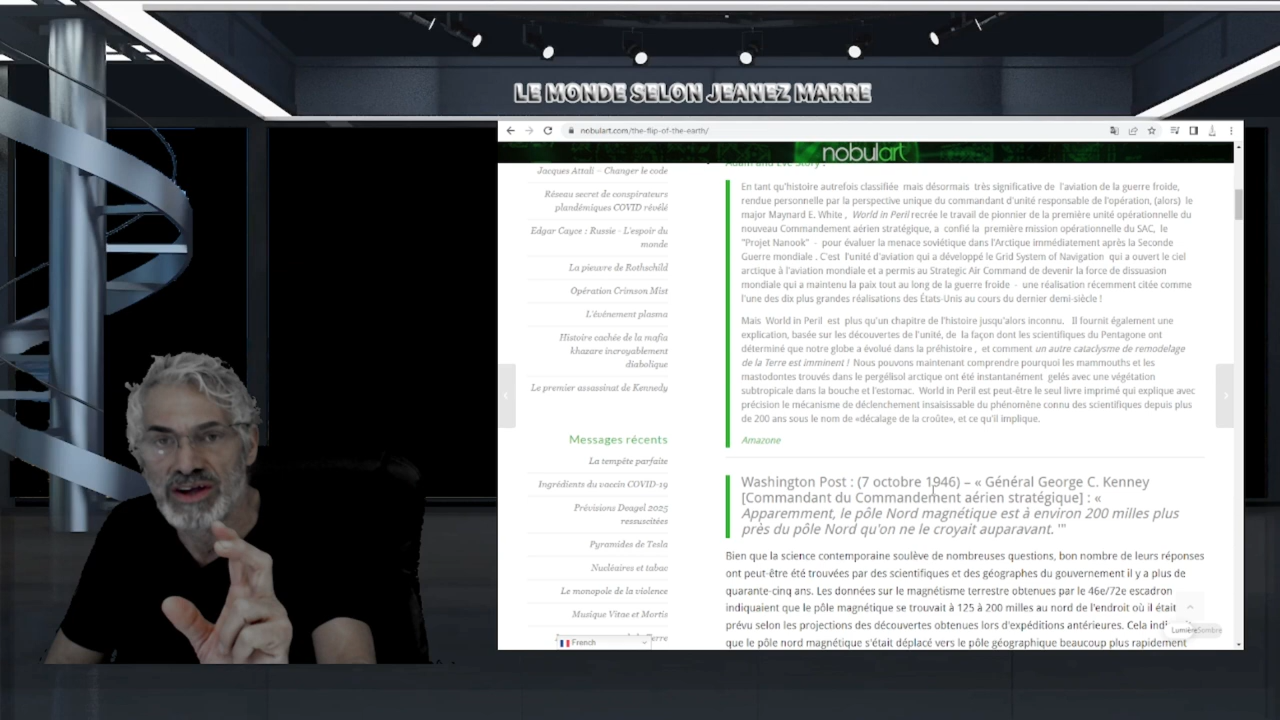 LE MONDE SELON JEANEZ MARRE
nobulart.com/the-flip-of-the-earth/
nobulart
Adam and Eve Story :
Jacques Attali – Changer le code
Réseau secret de conspirateurs
plandémiques COVID révélé
Edgar Cayce : Russie - L'espoir du
monde
La pieuvre de Rothschild
Opération Crimson Mist
L'événement plasma
Histoire cachée de la mafia
khazare incroyablement
diabolique
Le premier assassinat de Kennedy
Messages récents
La tempête parfaite
Ingrédients du vaccin COVID-19
Prévisions Deagel 2025
ressuscitées
Pyramides de Tesla
Nucléaires et tabac
Le monopole de la violence
Musique Vitae et Mortis
French
En tant qu'histoire autrefois classifiée mais désormais très significative de l'aviation de la guerre froide,
rendue personnelle par la perspective unique du commandant d'unité responsable de l'opération, (alors) le
major Maynard E. White , World in Peril recrée le travail de pionnier de la première unité opérationnelle du
nouveau Commandement aérien stratégique, a confié la première mission opérationnelle du SAC, le
"Projet Nanook" - pour évaluer la menace soviétique dans l'Arctique immédiatement après la Seconde
Guerre mondiale . C'est l'unité d'aviation qui a développé le Grid System of Navigation qui a ouvert le ciel
arctique à l'aviation mondiale et a permis au Strategic Air Command de devenir la force de dissuasion
mondiale qui a maintenu la paix tout au long de la guerre froide - une réalisation récemment citée comme
l'une des dix plus grandes réalisations des États-Unis au cours du dernier demi-siècle !
Mais World in Peril est plus qu'un chapitre de l'histoire jusqu'alors inconnu. Il fournit également une
explication, basée sur les découvertes de l'unité, de la façon dont les scientifiques du Pentagone ont
déterminé que notre globe a évolué dans la préhistoire , et comment un autre cataclysme de remodelage
de la Terre est imminent ! Nous pouvons maintenant comprendre pourquoi les mammouths et les
mastodontes trouvés dans le pergélisol arctique ont été instantanément gelés avec une végétation
subtropicale dans la bouche et l'estomac. World in Peril est peut-être le seul livre imprimé qui explique avec
précision le mécanisme de déclenchement insaisissable du phénomène connu des scientifiques depuis plus
de 200 ans sous le nom de «décalage de la croûte», et ce qu'il implique.
Amazone
Washington Post : (7 octobre 1946) – « Général George C. Kenney
[Commandant du Commandement aérien stratégique] : «
Apparemment, le pôle Nord magnétique est à environ 200 milles plus
près du pôle Nord qu'on ne le croyait auparavant. '"
Bien que la science contemporaine soulève de nombreuses questions, bon nombre de leurs réponses
ont peut-être été trouvées par des scientifiques et des géographes du gouvernement il y a plus de
quarante-cinq ans. Les données sur le magnétisme terrestre obtenues par le 46e/72e escadron
indiquaient que le pôle magnétique se trouvait à 125 à 200 milles au nord de l'endroit où il était
prévu selon les projections des découvertes obtenues lors d'expéditions antérieures. Cela
que le pôle nord magnétique s'était déplacé vers le pôle géographique beaucoup plus rapidement
Lumière Sombre